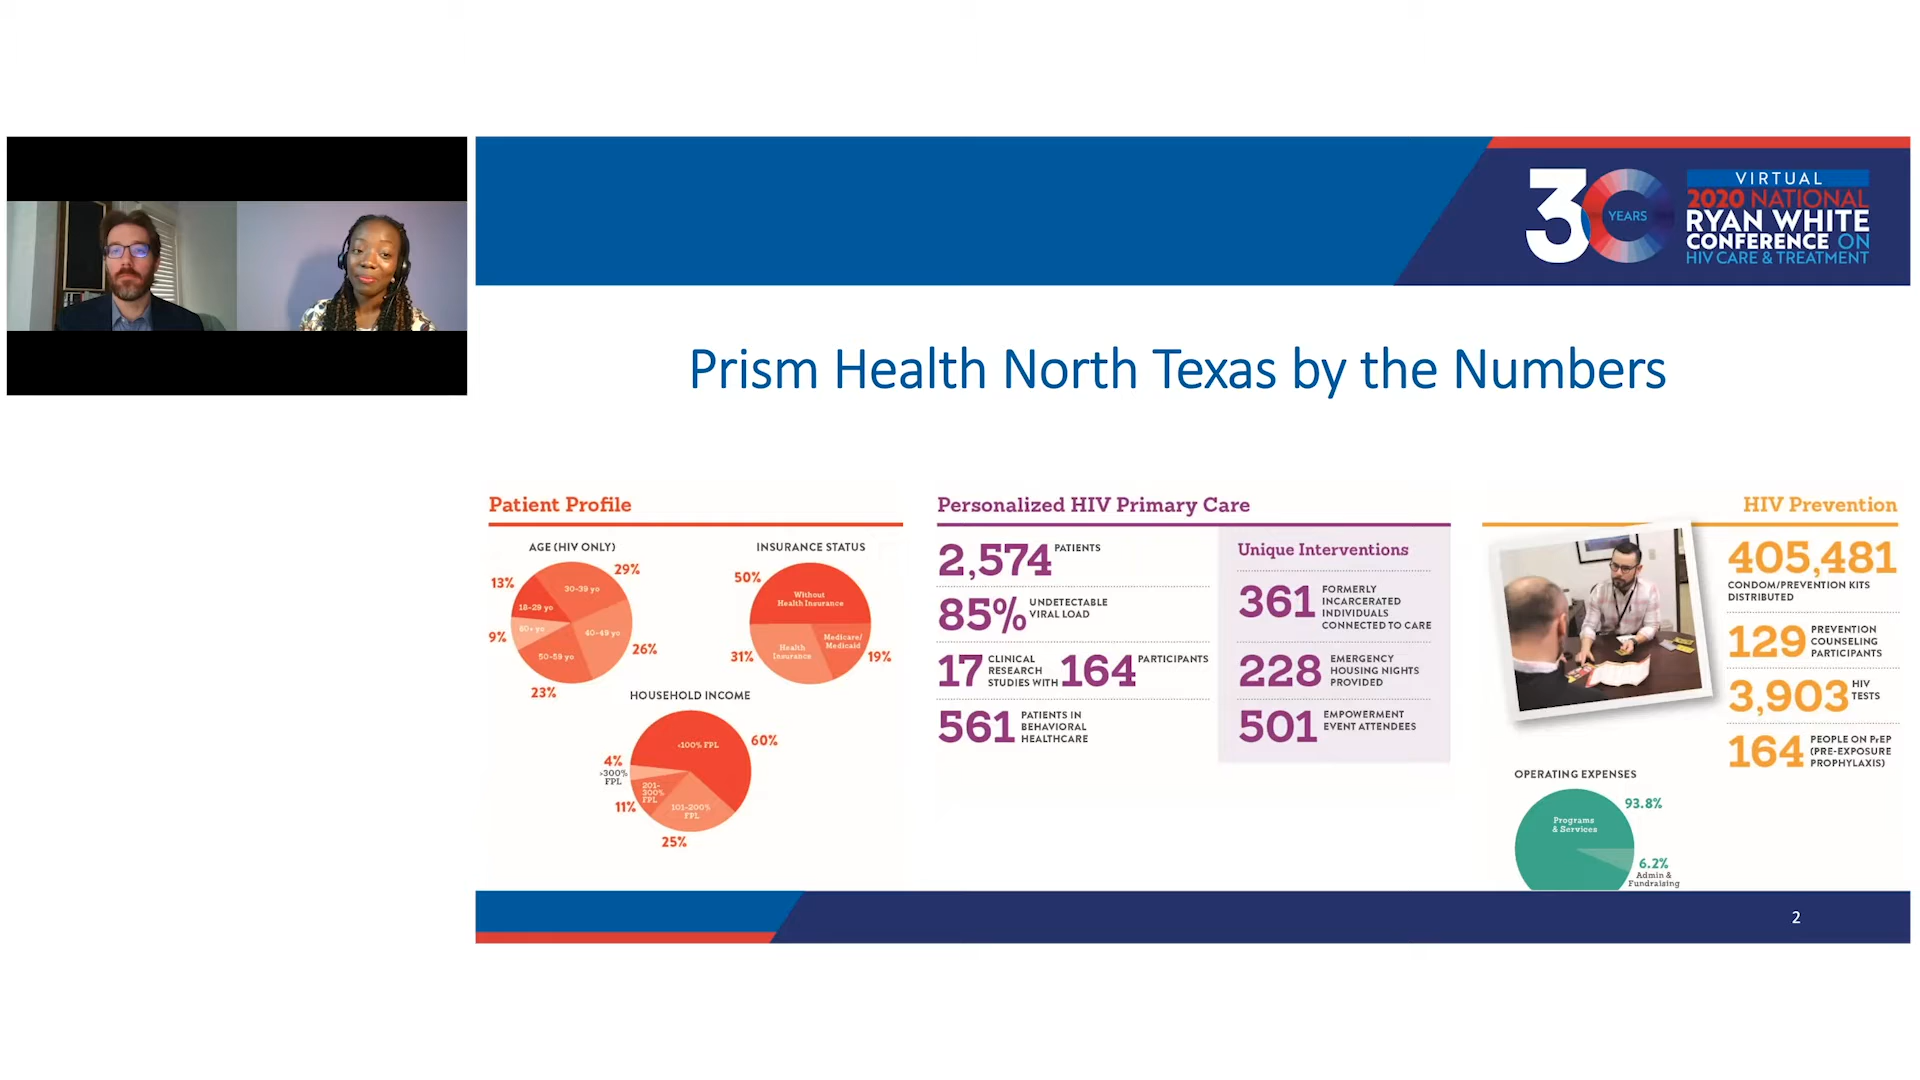 30 YEARS
VIRTUAL
2020 NATIONAL
RYAN WHITE
CONFERENCE ON
HIV CARE & TREATMENT
Prism Health North Texas by the Numbers
Patient Profile
AGE (HIV ONLY)
29%
30-39 yo
13%
18-29 yo
9%
60+ yo
40-49 yo
26%
50-59 yo
23%
INSURANCE STATUS
50%
Without
Health Insurance
31%
Health
Insurance
Medicare/
Medicaid
19%
HOUSEHOLD INCOME
<100% FPL
60%
4%
>300%
FPL
201-
300%
FPL
11%
101-200%
FPL
25%
Personalized HIV Primary Care
2,574 PATIENTS
85% UNDETECTABLE
VIRAL LOAD
17 CLINICAL
RESEARCH
STUDIES WITH 164 PARTICIPANTS
561 PATIENTS IN
BEHAVIORAL
HEALTHCARE
Unique Interventions
361 FORMERLY
INCARCERATED
INDIVIDUALS
CONNECTED TO CARE
228 EMERGENCY
HOUSING NIGHTS
PROVIDED
501 EMPOWERMENT
EVENT ATTENDEES
HIV Prevention
405,481
CONDOM/PREVENTION KITS
DISTRIBUTED
129 PREVENTION
COUNSELING
PARTICIPANTS
3,903 HIV
TESTS
164 PEOPLE ON PrEP
(PRE-EXPOSURE
PROPHYLAXIS)
OPERATING EXPENSES
93.8%
Programs
& Services
6.2%
Admin &
Fundraising
2